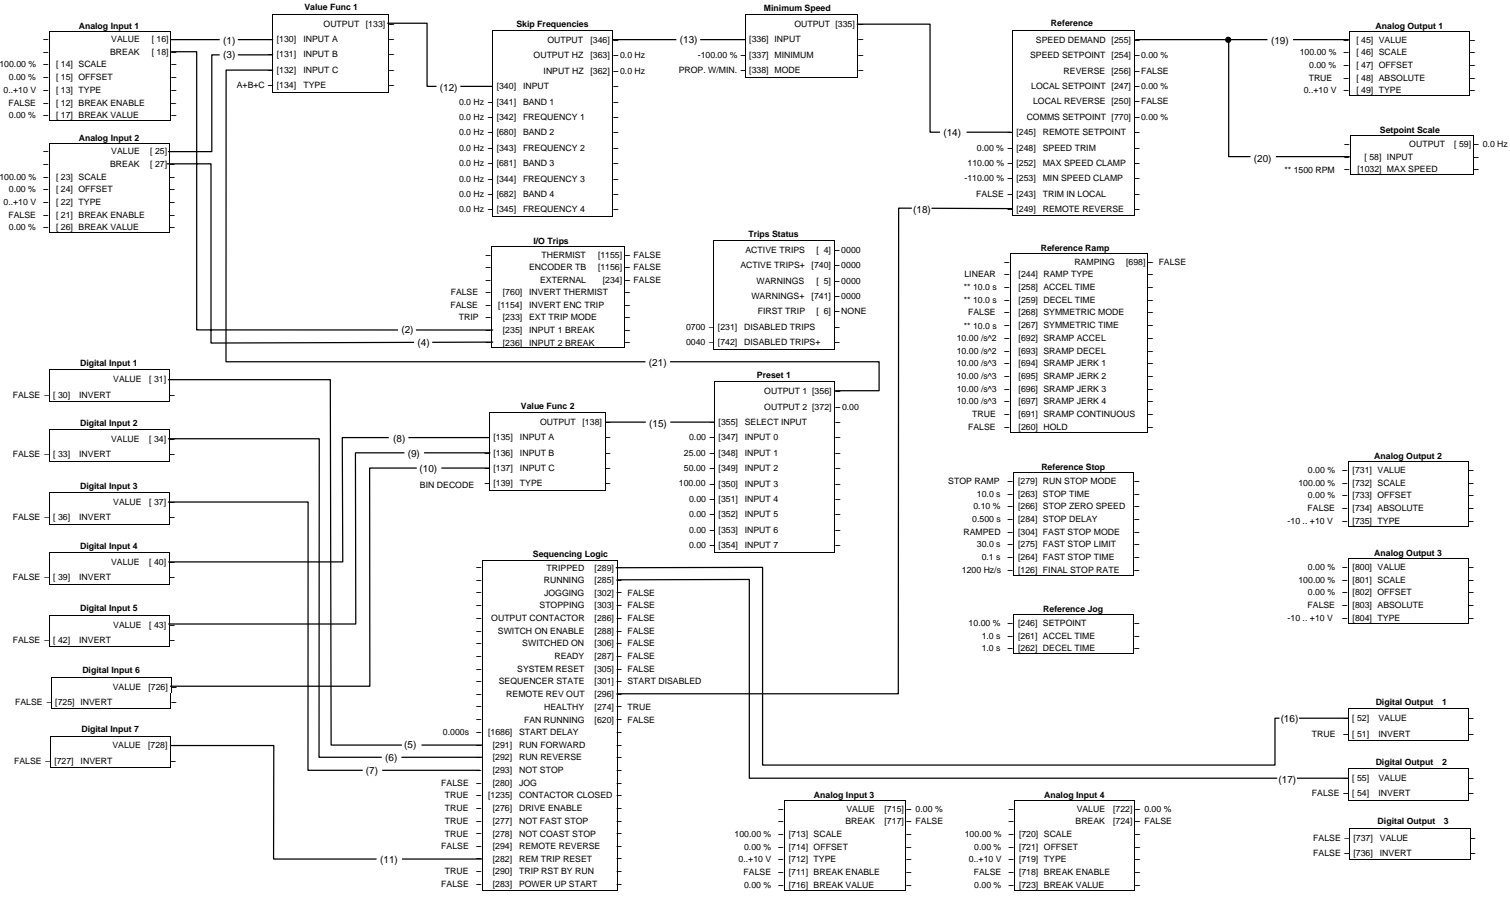 Analog Input 1
VALUE [ 16]
BREAK [ 18]
100.00 % [ 14] SCALE
0.00 % [ 15] OFFSET
0..+10 V [ 13] TYPE
FALSE [ 12] BREAK ENABLE
0.00 % [ 17] BREAK VALUE
Analog Input 2
VALUE [ 25]
BREAK [ 27]
100.00 % [ 23] SCALE
0.00 % [ 24] OFFSET
0..+10 V [ 22] TYPE
FALSE [ 21] BREAK ENABLE
0.00 % [ 26] BREAK VALUE
(1)
(3)
Value Func 1
OUTPUT [133]
[130] INPUT A
[131] INPUT B
[132] INPUT C
A+B+C [134] TYPE
(12)
Skip Frequencies
OUTPUT [346]
OUTPUT HZ [363] 0.0 Hz
INPUT HZ [362] 0.0 Hz
[340] INPUT
0.0 Hz [341] BAND 1
0.0 Hz [342] FREQUENCY 1
0.0 Hz [680] BAND 2
0.0 Hz [343] FREQUENCY 2
0.0 Hz [681] BAND 3
0.0 Hz [344] FREQUENCY 3
0.0 Hz [682] BAND 4
0.0 Hz [345] FREQUENCY 4
(13)
Minimum Speed
OUTPUT [335]
[336] INPUT
-100.00 % [337] MINIMUM
PROP. W/MIN. [338] MODE
(14)
(18)
Reference
SPEED DEMAND [255]
SPEED SETPOINT [254] 0.00 %
REVERSE [256] FALSE
LOCAL SETPOINT [247] 0.00 %
LOCAL REVERSE [250] FALSE
COMMS SETPOINT [770] 0.00 %
[245] REMOTE SETPOINT
0.00 % [248] SPEED TRIM
110.00 % [252] MAX SPEED CLAMP
-110.00 % [253] MIN SPEED CLAMP
FALSE [243] TRIM IN LOCAL
[249] REMOTE REVERSE
(19)
(20)
Analog Output 1
[ 45] VALUE
100.00 % [ 46] SCALE
0.00 % [ 47] OFFSET
TRUE [ 48] ABSOLUTE
0..+10 V [ 49] TYPE
Setpoint Scale
OUTPUT [ 59] 0.0 Hz
[ 58] INPUT
** 1500 RPM [1032] MAX SPEED
I/O Trips
THERMIST [1155] FALSE
ENCODER TB [1156] FALSE
EXTERNAL [234] FALSE
FALSE [760] INVERT THERMIST
FALSE [1154] INVERT ENC TRIP
TRIP [233] EXT TRIP MODE
(2) [235] INPUT 1 BREAK
(4) [236] INPUT 2 BREAK
Trips Status
ACTIVE TRIPS [ 4] 0000
ACTIVE TRIPS+ [740] 0000
WARNINGS [ 5] 0000
WARNINGS+ [741] 0000
FIRST TRIP [ 6] NONE
0700 [231] DISABLED TRIPS
0040 [742] DISABLED TRIPS+
(21)
Reference Ramp
RAMPING [698] FALSE
LINEAR [244] RAMP TYPE
** 10.0 s [258] ACCEL TIME
** 10.0 s [259] DECEL TIME
FALSE [268] SYMMETRIC MODE
** 10.0 s [267] SYMMETRIC TIME
10.00 /s^2 [692] SRAMP ACCEL
10.00 /s^2 [693] SRAMP DECEL
10.00 /s^3 [694] SRAMP JERK 1
10.00 /s^3 [695] SRAMP JERK 2
10.00 /s^3 [696] SRAMP JERK 3
10.00 /s^3 [697] SRAMP JERK 4
TRUE [691] SRAMP CONTINUOUS
FALSE [260] HOLD
Digital Input 1
VALUE [ 31]
FALSE [ 30] INVERT
Digital Input 2
VALUE [ 34]
FALSE [ 33] INVERT
Digital Input 3
VALUE [ 37]
FALSE [ 36] INVERT
Digital Input 4
VALUE [ 40]
FALSE [ 39] INVERT
Digital Input 5
VALUE [ 43]
FALSE [ 42] INVERT
Digital Input 6
VALUE [726]
FALSE [725] INVERT
Digital Input 7
VALUE [728]
FALSE [727] INVERT
Value Func 2
OUTPUT [138]
(8) [135] INPUT A
(9) [136] INPUT B
(10) [137] INPUT C
BIN DECODE [139] TYPE
(15)
Preset 1
OUTPUT 1 [356]
OUTPUT 2 [372] 0.00
[355] SELECT INPUT
0.00 [347] INPUT 0
25.00 [348] INPUT 1
50.00 [349] INPUT 2
100.00 [350] INPUT 3
0.00 [351] INPUT 4
0.00 [352] INPUT 5
0.00 [353] INPUT 6
0.00 [354] INPUT 7
Reference Stop
STOP RAMP [279] RUN STOP MODE
10.0 s [263] STOP TIME
0.10 % [266] STOP ZERO SPEED
0.500 s [284] STOP DELAY
RAMPED [304] FAST STOP MODE
30.0 s [275] FAST STOP LIMIT
0.1 s [264] FAST STOP TIME
1200 Hz/s [126] FINAL STOP RATE
Analog Output 2
0.00 % [731] VALUE
100.00 % [732] SCALE
0.00 % [733] OFFSET
FALSE [734] ABSOLUTE
-10 .. +10 V [735] TYPE
Analog Output 3
0.00 % [800] VALUE
100.00 % [801] SCALE
0.00 % [802] OFFSET
FALSE [803] ABSOLUTE
-10 .. +10 V [804] TYPE
Reference Jog
10.00 % [246] SETPOINT
1.0 s [261] ACCEL TIME
1.0 s [262] DECEL TIME
Sequencing Logic
TRIPPED [289]
RUNNING [285]
JOGGING [302] FALSE
STOPPING [303] FALSE
OUTPUT CONTACTOR [286] FALSE
SWITCH ON ENABLE [288] FALSE
SWITCHED ON [306] FALSE
READY [287] FALSE
SYSTEM RESET [305] FALSE
SEQUENCER STATE [301] START DISABLED
REMOTE REV OUT [296]
HEALTHY [274] TRUE
FAN RUNNING [620] FALSE
0.000s [1686] START DELAY
(5) [291] RUN FORWARD
(6) [292] RUN REVERSE
(7) [293] NOT STOP
FALSE [280] JOG
TRUE [1235] CONTACTOR CLOSED
TRUE [276] DRIVE ENABLE
TRUE [277] NOT FAST STOP
TRUE [278] NOT COAST STOP
FALSE [294] REMOTE REVERSE
(11) [282] REM TRIP RESET
TRUE [290] TRIP RST BY RUN
FALSE [283] POWER UP START
Analog Input 3
VALUE [715] 0.00 %
BREAK [717] FALSE
100.00 % [713] SCALE
0.00 % [714] OFFSET
0..+10 V [712] TYPE
FALSE [711] BREAK ENABLE
0.00 % [716] BREAK VALUE
Analog Input 4
VALUE [722] 0.00 %
BREAK [724] FALSE
100.00 % [720] SCALE
0.00 % [721] OFFSET
0..+10 V [719] TYPE
FALSE [718] BREAK ENABLE
0.00 % [723] BREAK VALUE
Digital Output 1
(16) [ 52] VALUE
TRUE [ 51] INVERT
Digital Output 2
(17) [ 55] VALUE
FALSE [ 54] INVERT
Digital Output 3
FALSE [737] VALUE
FALSE [736] INVERT